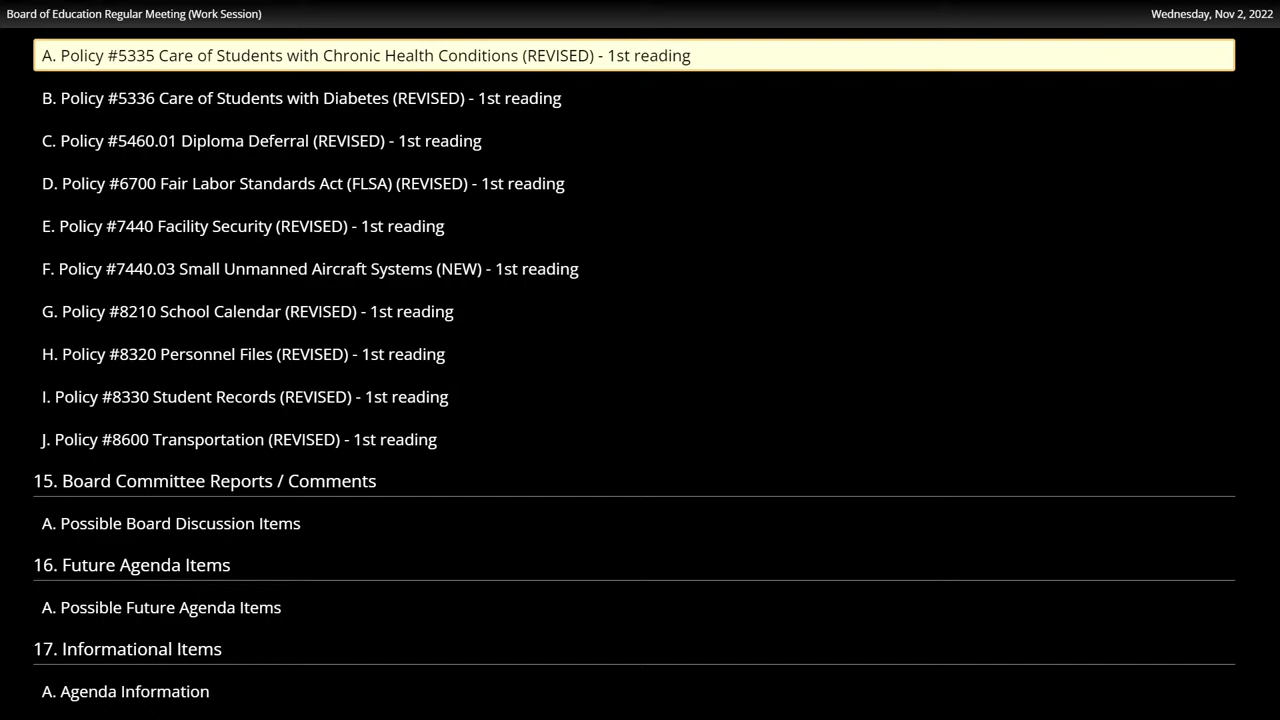 Board of Education Regular Meeting (Work Session)
Wednesday, Nov 2, 2022
A. Policy #5335 Care of Students with Chronic Health Conditions (REVISED) - 1st reading
B. Policy #5336 Care of Students with Diabetes (REVISED) - 1st reading
C. Policy #5460.01 Diploma Deferral (REVISED) - 1st reading
D. Policy #6700 Fair Labor Standards Act (FLSA) (REVISED) - 1st reading
E. Policy #7440 Facility Security (REVISED) - 1st reading
F. Policy #7440.03 Small Unmanned Aircraft Systems (NEW) - 1st reading
G. Policy #8210 School Calendar (REVISED) - 1st reading
H. Policy #8320 Personnel Files (REVISED) - 1st reading
I. Policy #8330 Student Records (REVISED) - 1st reading
J. Policy #8600 Transportation (REVISED) - 1st reading
15. Board Committee Reports / Comments
A. Possible Board Discussion Items
16. Future Agenda Items
A. Possible Future Agenda Items
17. Informational Items
A. Agenda Information